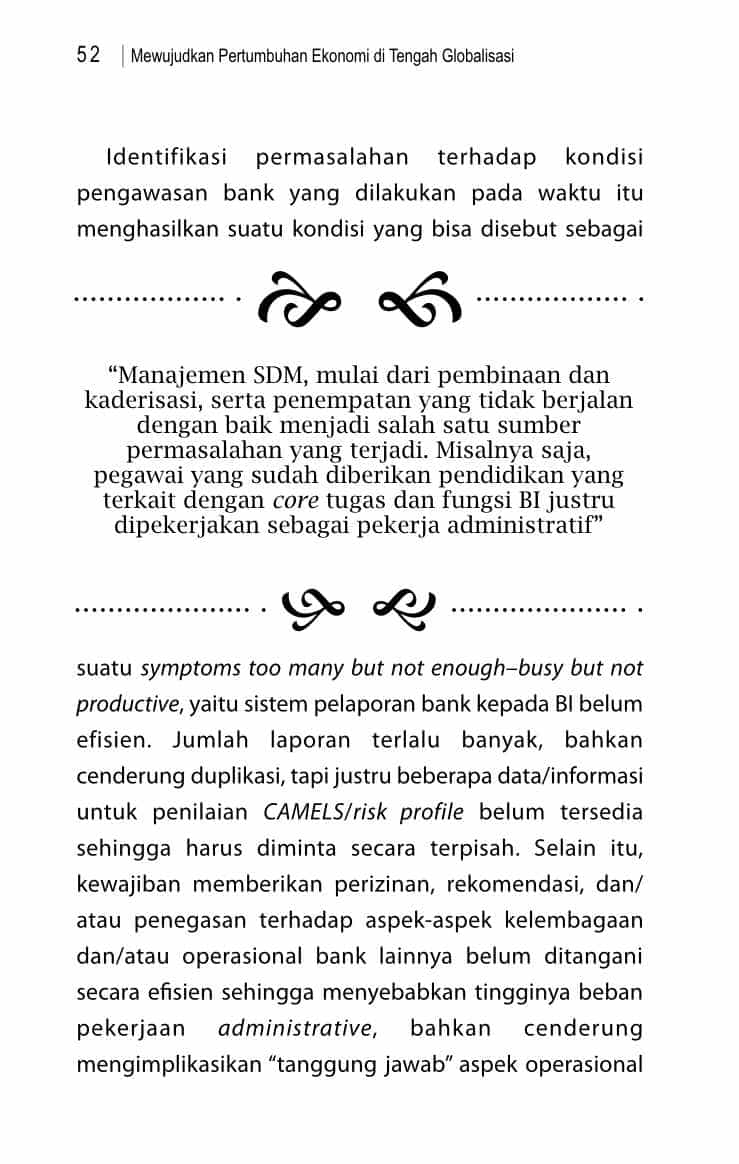 52 | Mewujudkan Pertumbuhan Ekonomi di Tengah Globalisasi
Identifikasi permasalahan terhadap kondisi
pengawasan bank yang dilakukan pada waktu itu
menghasilkan suatu kondisi yang bisa disebut sebagai
“Manajemen SDM, mulai dari pembinaan dan
kaderisasi, serta penempatan yang tidak berjalan
dengan baik menjadi salah satu sumber
permasalahan yang terjadi. Misalnya saja,
pegawai yang sudah diberikan pendidikan yang
terkait dengan core tugas dan fungsi BI justru
dipekerjakan sebagai pekerja administratif”
suatu symptoms too many but not enough–busy but not
productive, yaitu sistem pelaporan bank kepada BI belum
efisien. Jumlah laporan terlalu banyak, bahkan
cenderung duplikasi, tapi justru beberapa data/informasi
untuk penilaian CAMELS/risk profile belum tersedia
sehingga harus diminta secara terpisah. Selain itu,
kewajiban memberikan perizinan, rekomendasi, dan/
atau penegasan terhadap aspek-aspek kelembagaan
dan/atau operasional bank lainnya belum ditangani
secara efisien sehingga menyebabkan tingginya beban
pekerjaan administrative, bahkan cenderung
mengimplikasikan “tanggung jawab” aspek operasional